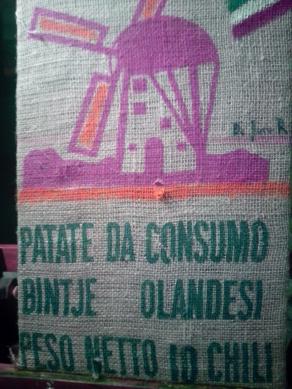 PATATE DA CONSUMO
BINTJE OLANDESI
PESO NETTO 10 CHILI